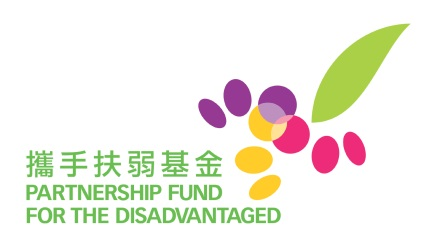 攜手扶弱基金
PARTNERSHIP FUND
FOR THE DISADVANTAGED